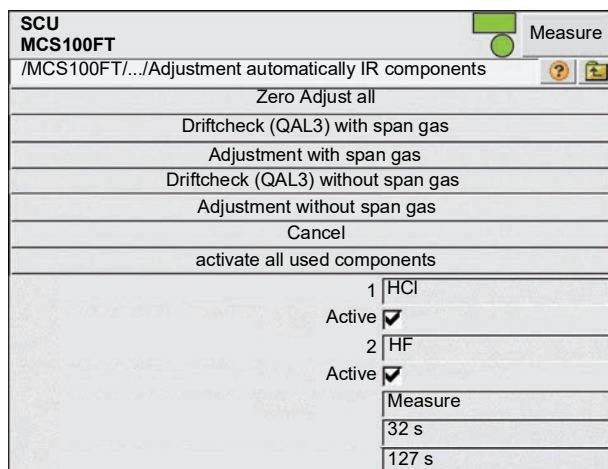 SCU
MCS100FT
Measure
/MCS100FT/.../Adjustment automatically IR components
?
Zero Adjust all
Driftcheck (QAL3) with span gas
Adjustment with span gas
Driftcheck (QAL3) without span gas
Adjustment without span gas
Cancel
activate all used components
1 HCl
Active
2 HF
Active
Measure
32 s
127 s